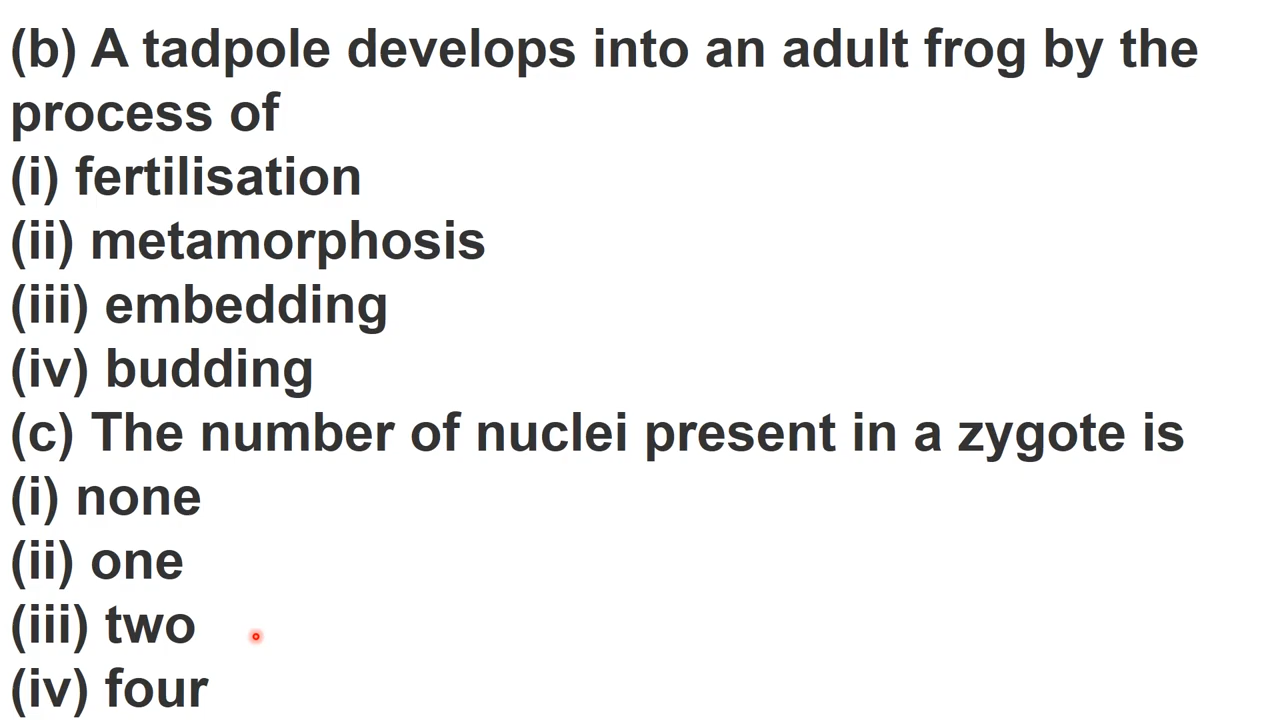 (b) A tadpole develops into an adult frog by the
process of
(i) fertilisation
(ii) metamorphosis
(iii) embedding
(iv) budding
(c) The number of nuclei present in a zygote is
(i) none
(ii) one
(iii) two
(iv) four